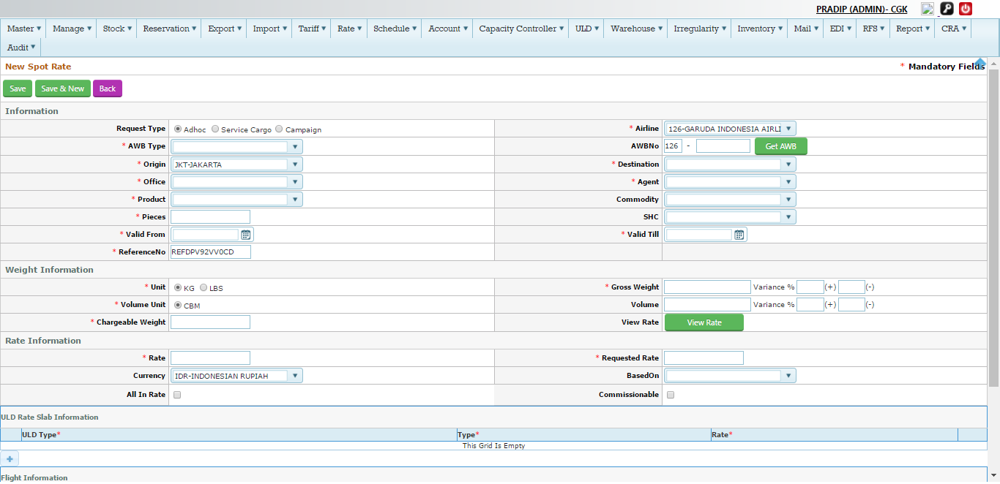 PRADIP (ADMIN)- CGK
Master Manage Stock Reservation Export Import Tariff Rate Schedule Account Capacity Controller ULD Warehouse Irregularity Inventory Mail EDI RFS Report CRA
Audit
New Spot Rate * Mandatory Fields
Save Save & New Back
Information
Request Type Adhoc Service Cargo Campaign * Airline 126-GARUDA INDONESIA AIRLI
* AWB Type AWBNo 126 - Get AWB
* Origin JKT-JAKARTA * Destination
* Office * Agent
* Product Commodity
* Pieces SHC
* Valid From * Valid Till
* ReferenceNo REFDPV92VV0CD
Weight Information
* Unit KG LBS * Gross Weight Variance % (+) (-)
* Volume Unit CBM Volume Variance % (+) (-)
* Chargeable Weight View Rate View Rate
Rate Information
* Rate * Requested Rate
Currency IDR-INDONESIAN RUPIAH BasedOn
All In Rate Commissionable
ULD Rate Slab Information
ULD Type* Type* Rate*
This Grid Is Empty
Flight Information